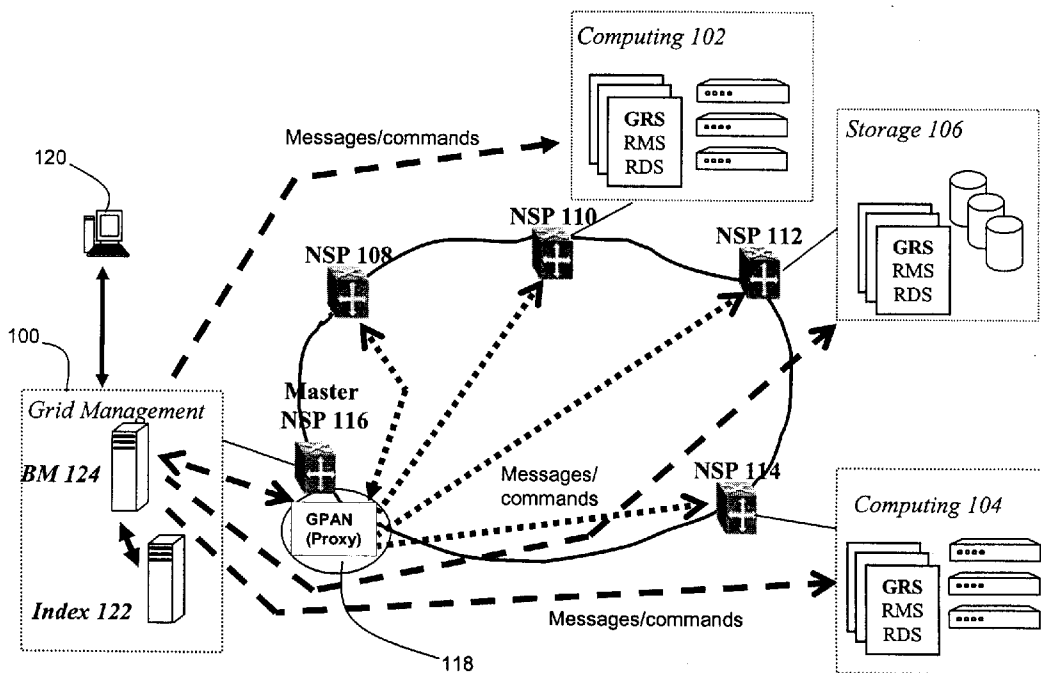 Computing 102
GRS
RMS
RDS
Messages/commands
Storage 106
GRS
RMS
RDS
120
NSP 110
NSP 112
NSP 108
100
Grid Management
Master
NSP 116
BM 124
Messages/
commands
NSP 114
GPAN
(Proxy)
Computing 104
GRS
RMS
RDS
Index 122
Messages/commands
118